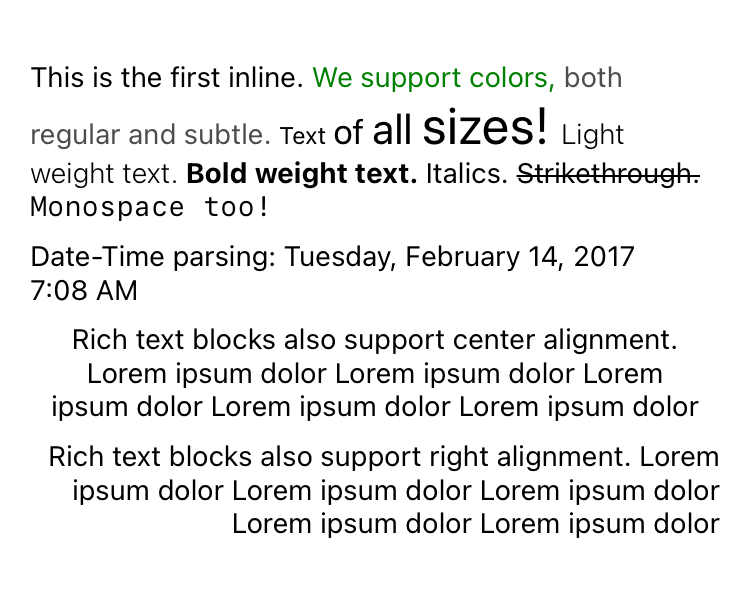 This is the first inline. We support colors, both
regular and subtle. Text of all sizes! Light
weight text. Bold weight text. Italics. Strikethrough.
Monospace too!
Date-Time parsing: Tuesday, February 14, 2017
7:08 AM
Rich text blocks also support center alignment.
Lorem ipsum dolor Lorem ipsum dolor Lorem
ipsum dolor Lorem ipsum dolor Lorem ipsum dolor
Rich text blocks also support right alignment. Lorem
ipsum dolor Lorem ipsum dolor Lorem ipsum dolor
Lorem ipsum dolor Lorem ipsum dolor